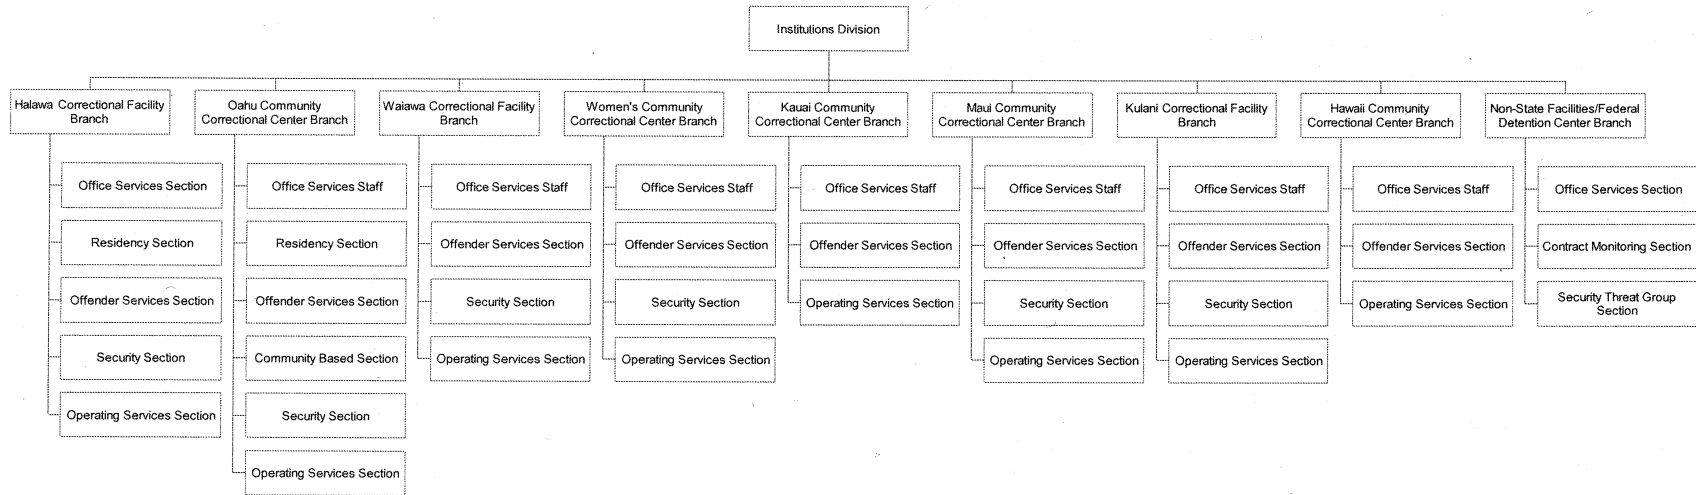 Institutions Division
Halawa Correctional Facility
Branch
Office Services Section
Residency Section
Offender Services Section
Security Section
Operating Services Section
Oahu Community
Correctional Center Branch
Office Services Staff
Residency Section
Offender Services Section
Community Based Section
Security Section
Operating Services Section
Waiawa Correctional Facility
Branch
Office Services Staff
Offender Services Section
Security Section
Operating Services Section
Women's Community
Correctional Center Branch
Office Services Staff
Offender Services Section
Security Section
Operating Services Section
Kauai Community
Correctional Center Branch
Office Services Staff
Offender Services Section
Operating Services Section
Maui Community
Correctional Center Branch
Office Services Staff
Offender Services Section
Security Section
Operating Services Section
Kulani Correctional Facility
Branch
Office Services Staff
Offender Services Section
Security Section
Operating Services Section
Hawaii Community
Correctional Center Branch
Office Services Staff
Offender Services Section
Operating Services Section
Non-State Facilities/Federal
Detention Center Branch
Office Services Section
Contract Monitoring Section
Security Threat Group
Section